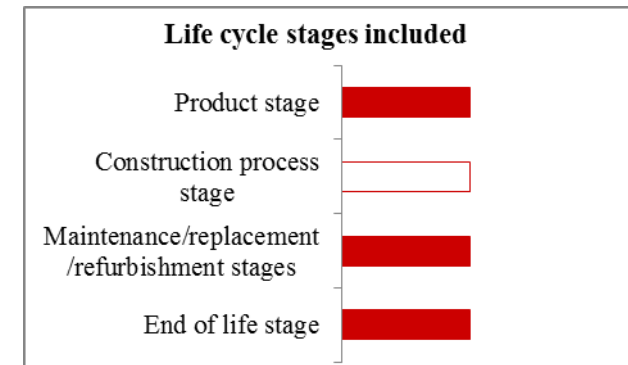 Life cycle stages included
Product stage
Construction process
stage
Maintenance/replacement
/refurbishment stages
End of life stage